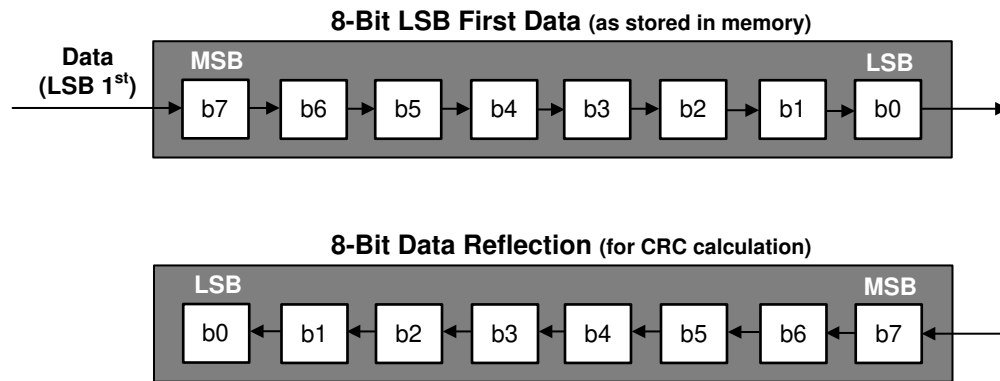 8-Bit LSB First Data (as stored in memory)
Data
(LSB 1st)
MSB
LSB
b7 b6 b5 b4 b3 b2 b1 b0
8-Bit Data Reflection (for CRC calculation)
LSB
MSB
b0 b1 b2 b3 b4 b5 b6 b7